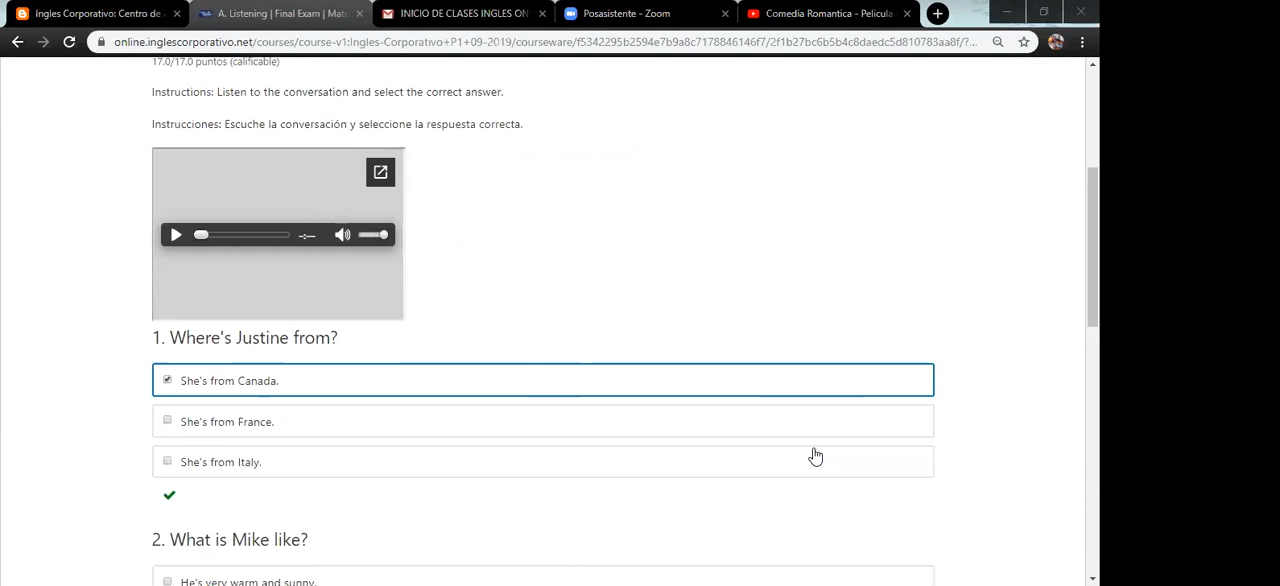 Ingles Corporativo: Centro de
A. Listening | Final Exam | Mate
INICIO DE CLASES INGLES ON
Posasistente - Zoom
Comedia Romantica - Pelicula
online.inglescorporativo.net/courses/course-v1:Ingles-Corporativo+P1+09-2019/courseware/f5342295b2594e7b9a8c7178846146f7/2f1b27bc6b5b4c8daedc5d810783aa8f/?...
17.0/17.0 puntos (calificable)
Instructions: Listen to the conversation and select the correct answer.
Instrucciones: Escuche la conversación y seleccione la respuesta correcta.
-:--
1. Where's Justine from?
She's from Canada.
She's from France.
She's from Italy.
2. What is Mike like?
He's very warm and sunny.